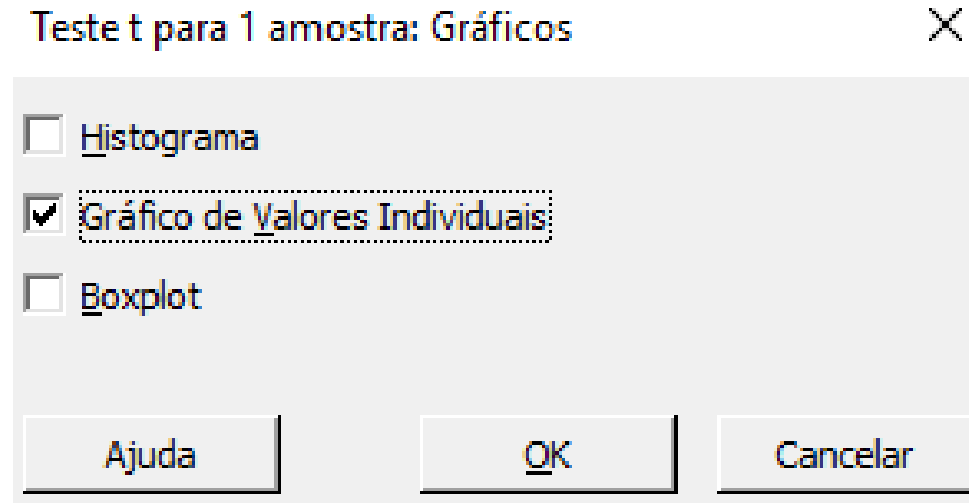 Teste t para 1 amostra: Gráficos
Histograma
Gráfico de Valores Individuais
Boxplot
Ajuda OK Cancelar